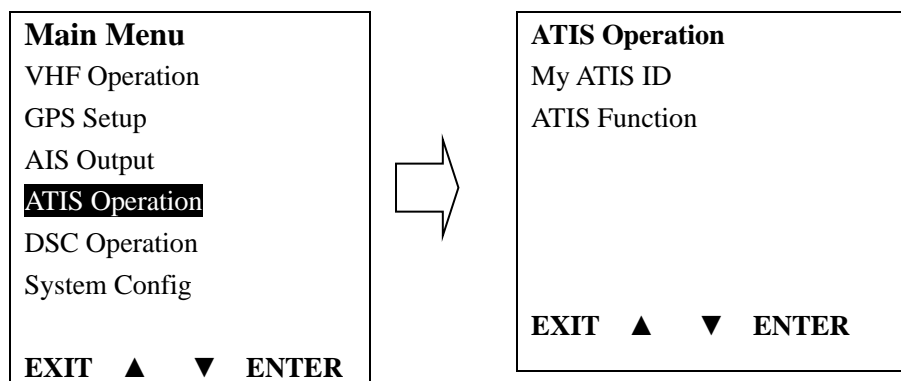 Main Menu
VHF Operation
GPS Setup
AIS Output
ATIS Operation
DSC Operation
System Config
EXIT ▲ ▼ ENTER
ATIS Operation
My ATIS ID
ATIS Function
EXIT ▲ ▼ ENTER